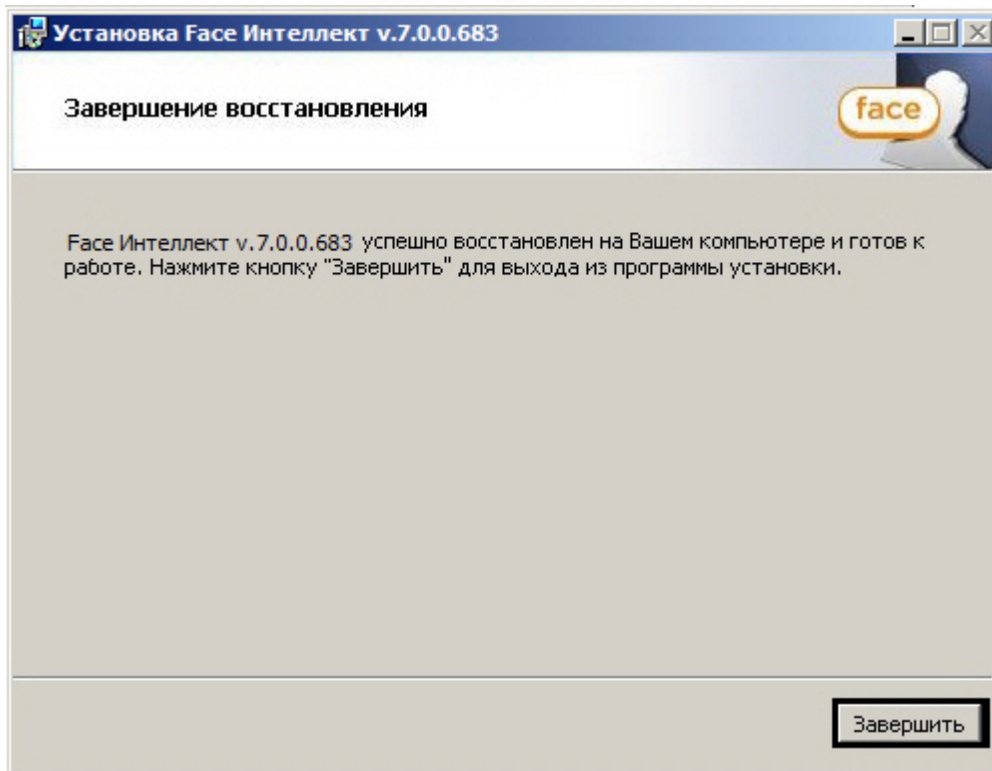 Установка Face Интеллект v.7.0.0.683
Завершение восстановления
face
Face Интеллект v.7.0.0.683 успешно восстановлен на Вашем компьютере и готов к
работе. Нажмите кнопку "Завершить" для выхода из программы установки.
Завершить